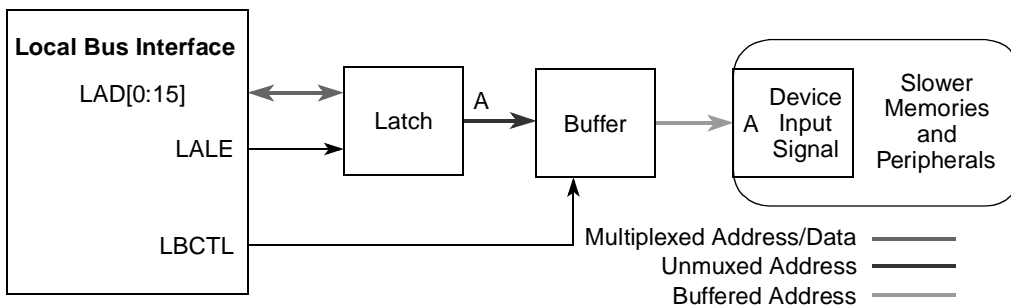 Local Bus Interface
LAD[0:15]
LALE
LBCTL
Latch
A
Buffer
A
Device
Input
Signal
Slower
Memories
and
Peripherals
Multiplexed Address/Data
Unmuxed Address
Buffered Address